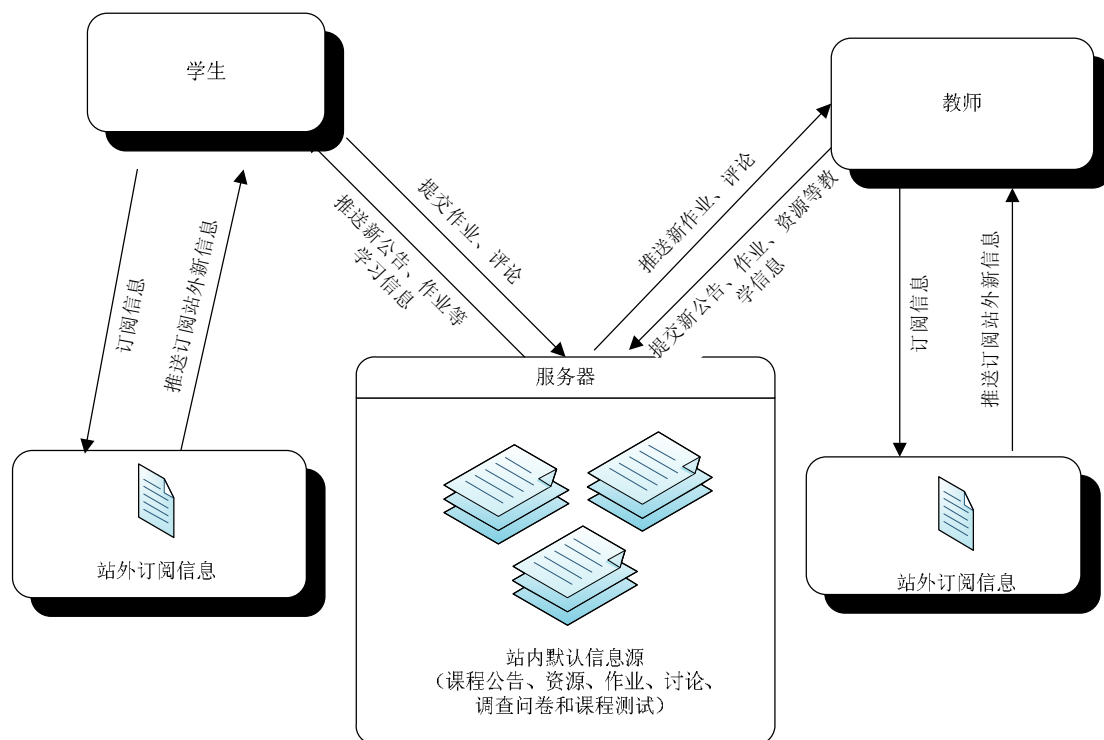 学生
教师
提交作业、评论
推送新公告、作业等
学习信息
推送新作业、评论
提交新公告、作业、资源等教
学信息
订阅信息
推送订阅站外新信息
订阅信息
推送订阅站外新信息
服务器
站外订阅信息
站外订阅信息
站内默认信息源
（课程公告、资源、作业、讨论、
调查问卷和课程测试）